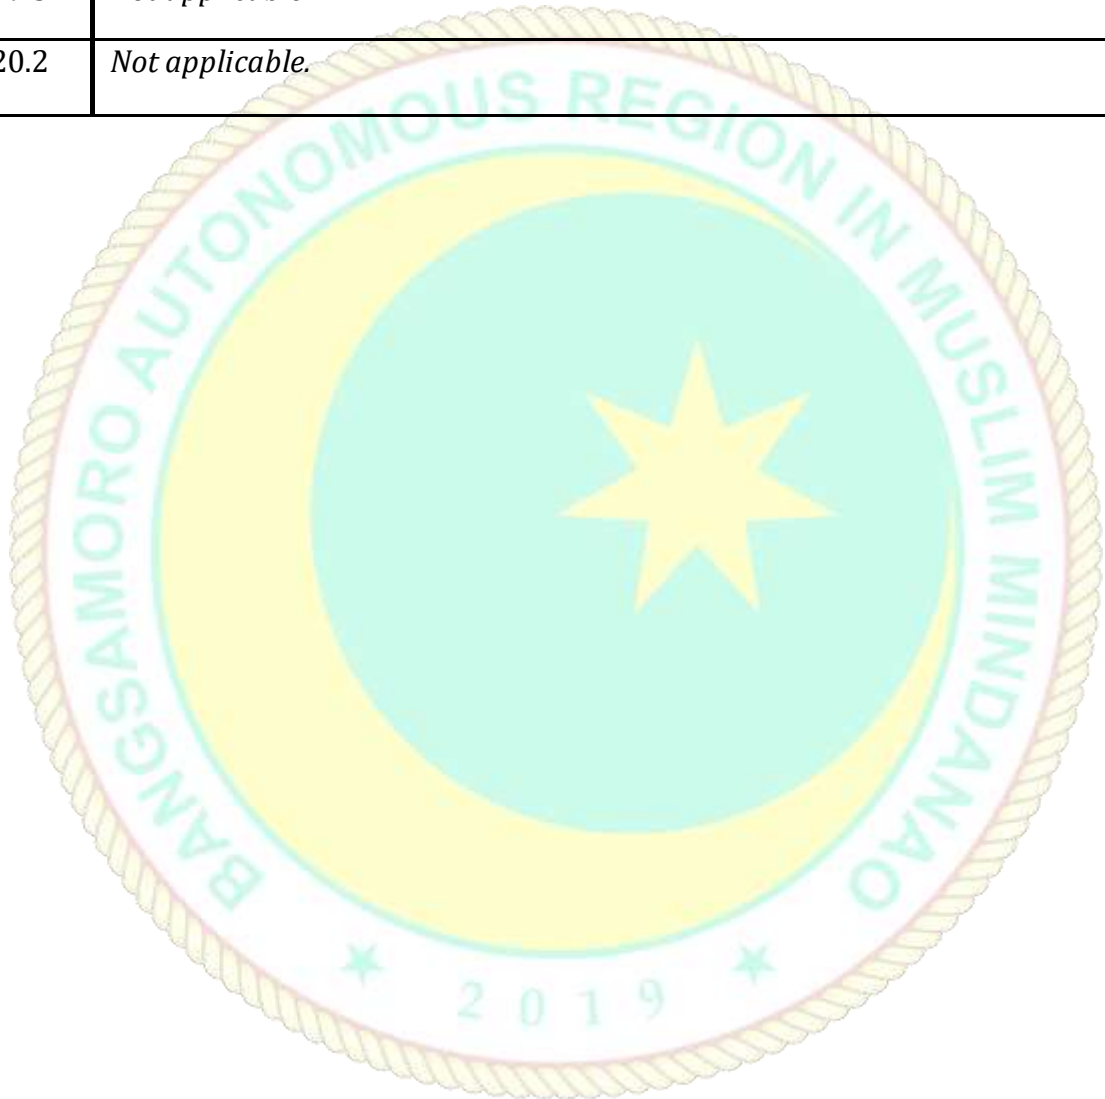 20.2 Not applicable.
BANGSAMORO AUTONOMOUS REGION IN MUSLIM MINDANAO
2019